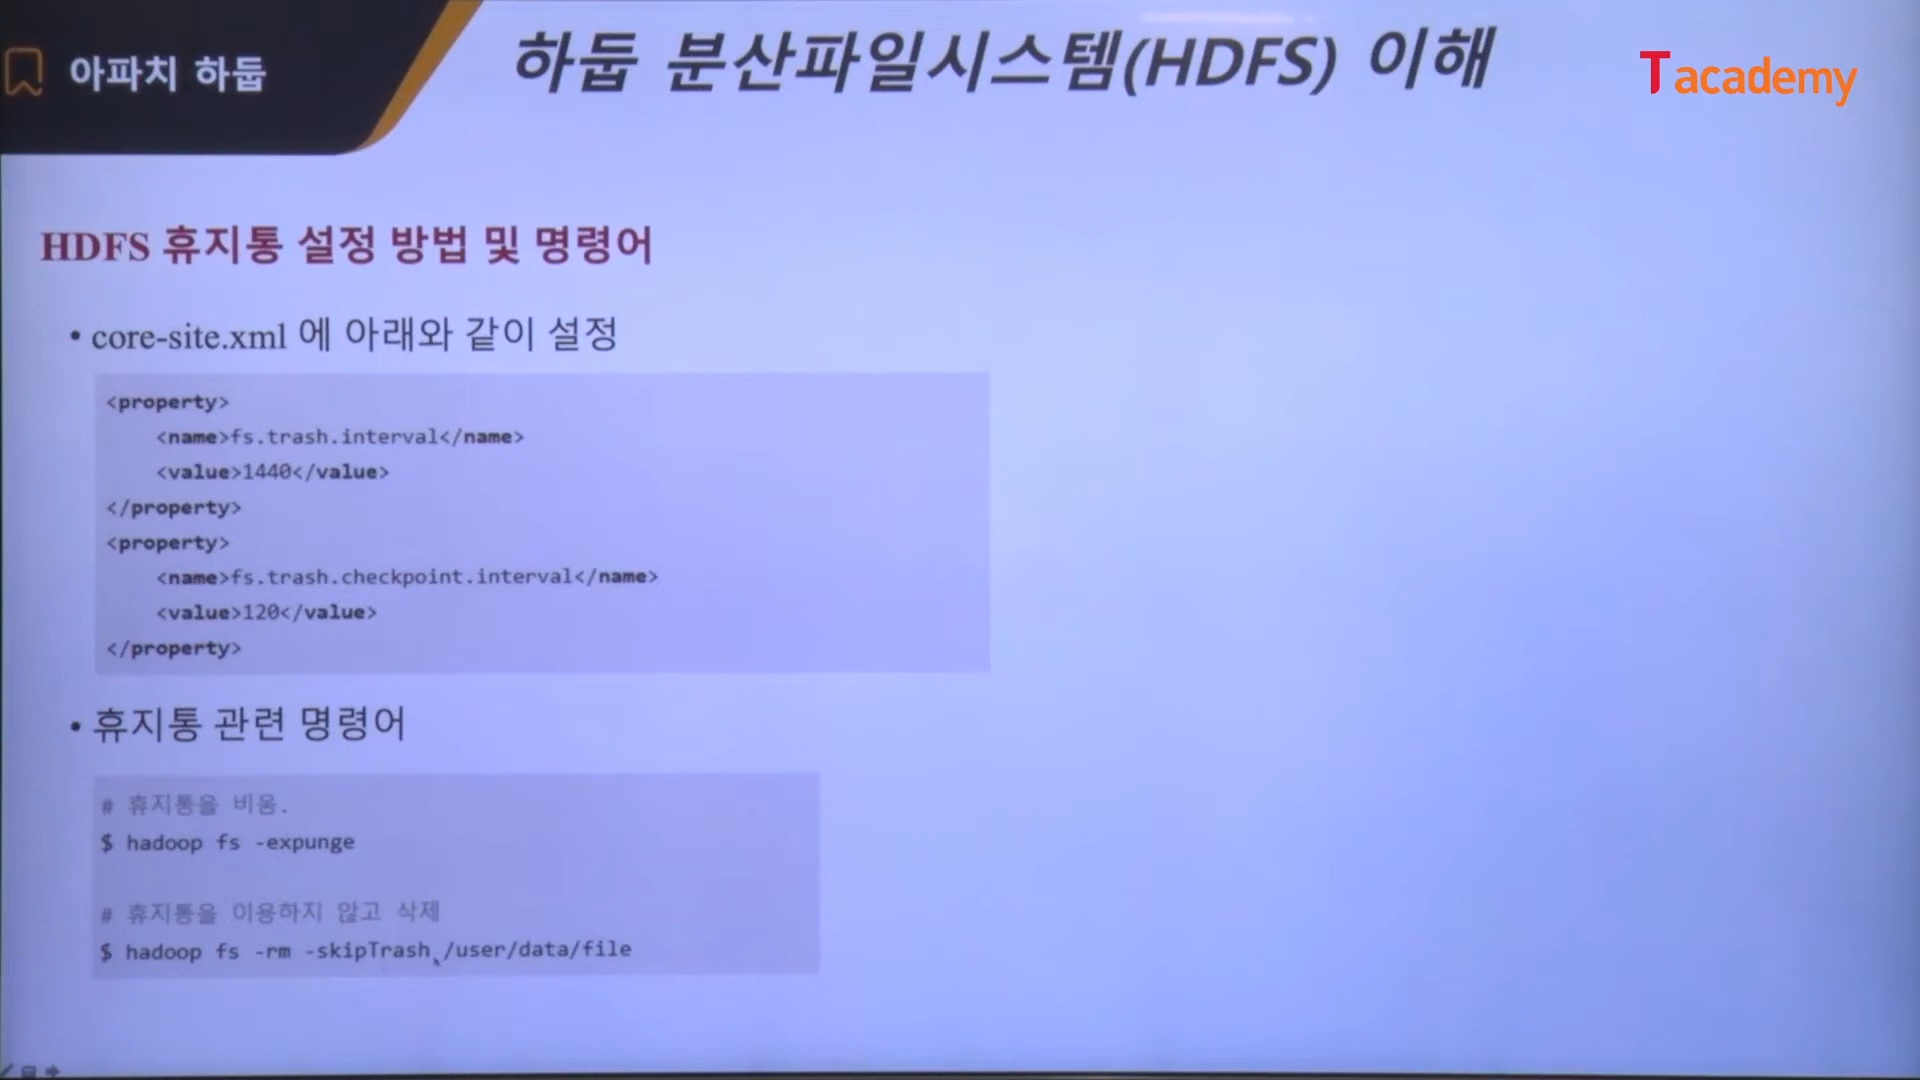 아파치 하둡
하둡 분산파일시스템(HDFS) 이해
Tacademy
HDFS 휴지통 설정 방법 및 명령어
• core-site.xml 에 아래와 같이 설정
<property>
<name>fs.trash.interval</name>
<value>1440</value>
</property>
<property>
<name>fs.trash.checkpoint.interval</name>
<value>120</value>
</property>
• 휴지통 관련 명령어
# 휴지통을 비움.
$ hadoop fs -expunge
# 휴지통을 이용하지 않고 삭제
$ hadoop fs -rm -skipTrash /user/data/file